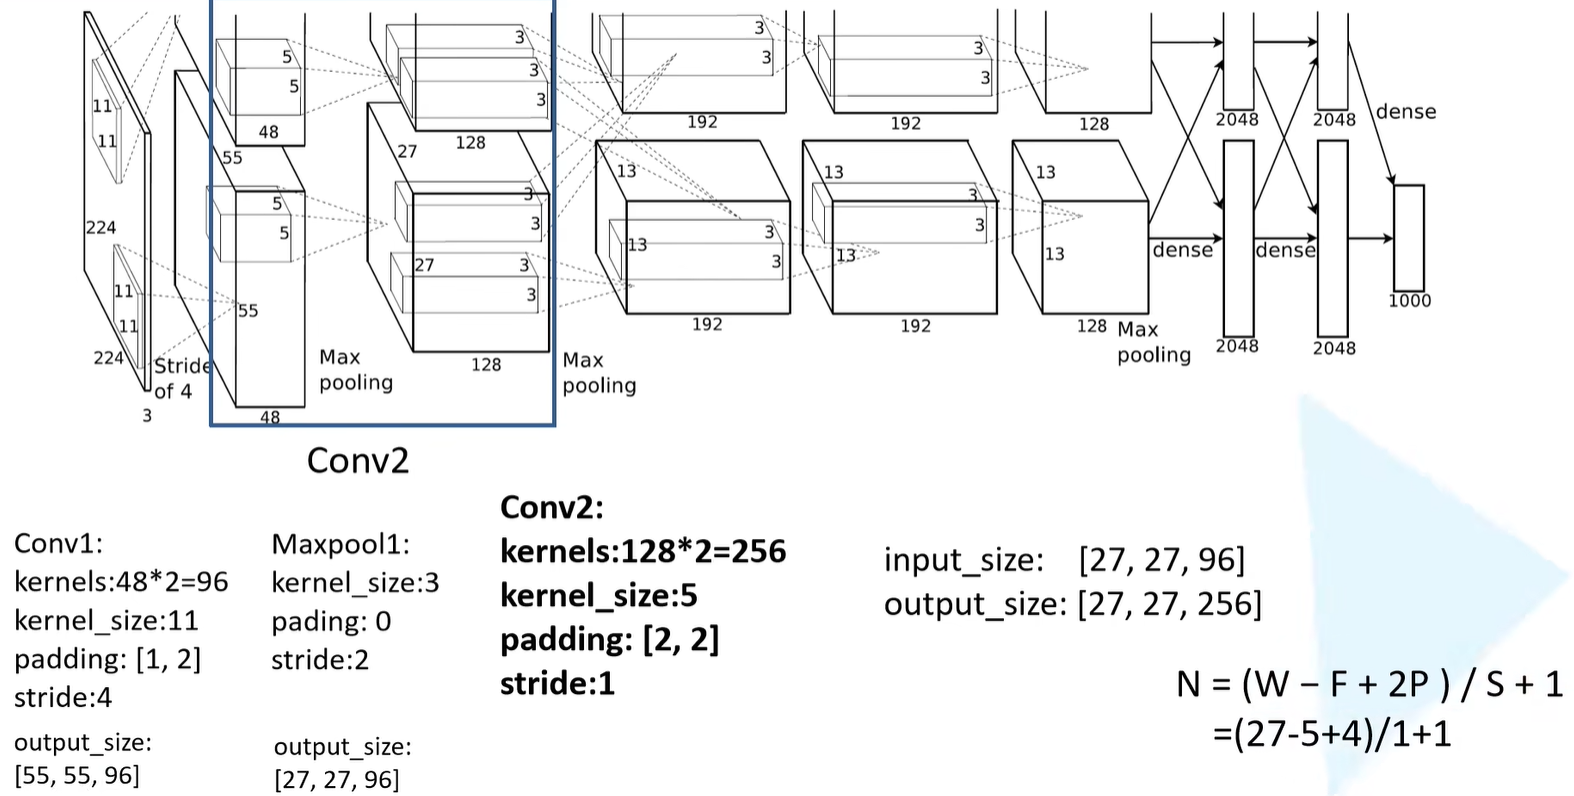 3
3
3
5
3
3
5
3
3
3
11
48
192
192
128
2048
2048
dense
11
55
27
128
13
13
13
5
3
3
3
224
5
3
3
3
13
13
13
dense
dense
27
3
3
11
55
3
1000
11
192
192
128
Max
pooling
2048
2048
224
Stride
of 4
Max
pooling
128
Max
pooling
3
48
Conv2
Conv1:
kernels:48*2=96
kernel_size:11
padding: [1, 2]
stride:4
output_size:
[55, 55, 96]
Maxpool1:
kernel_size:3
pading: 0
stride:2
output_size:
[27, 27, 96]
Conv2:
kernels:128*2=256
kernel_size:5
padding: [2, 2]
stride:1
input_size: [27, 27, 96]
output_size: [27, 27, 256]
N = (W – F + 2P ) / S + 1
=(27-5+4)/1+1